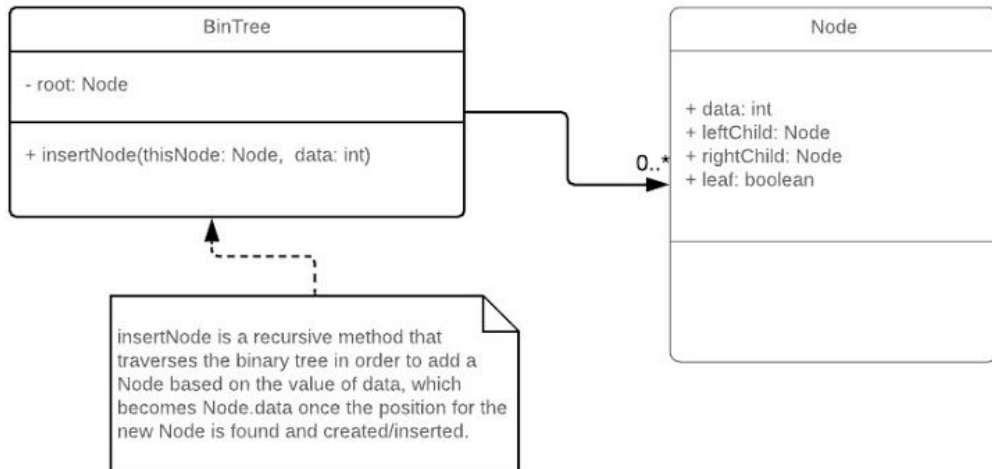 BinTree
- root: Node
+ insertNode(thisNode: Node, data: int)
0..*
Node
+ data: int
+ leftChild: Node
+ rightChild: Node
+ leaf: boolean
insertNode is a recursive method that
traverses the binary tree in order to add a
Node based on the value of data, which
becomes Node.data once the position for the
new Node is found and created/inserted.